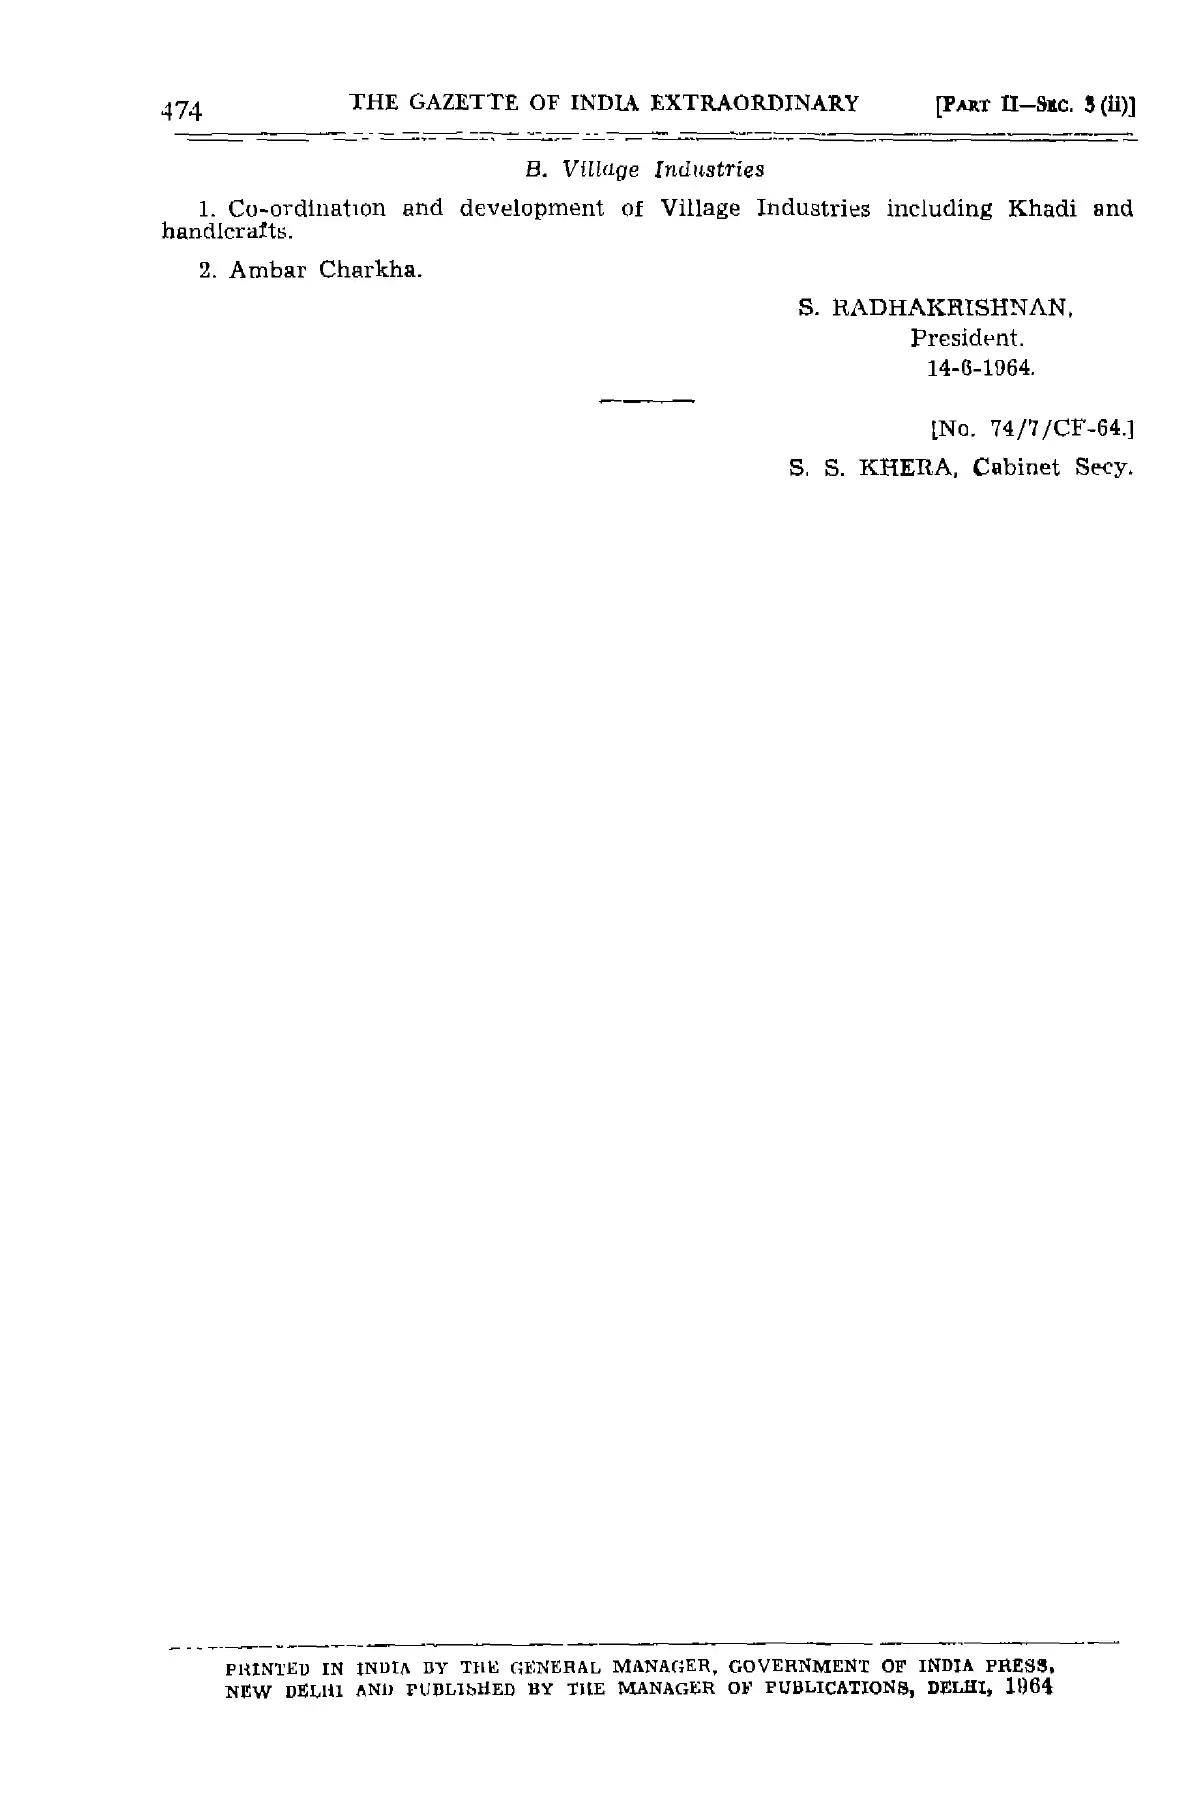 474 THE GAZETTE OF INDIA EXTRAORDINARY [PART II—SEC. 3 (ii)]
B. Village Industries
1. Co-ordination and development of Village Industries including Khadi and
handicrafts.
2. Ambar Charkha.
S. RADHAKRISHNAN,
President.
14-6-1964.
[No. 74/7/CF-64.]
S. S. KHERA, Cabinet Secy.
PRINTED IN INDIA BY THE GENERAL MANAGER, GOVERNMENT OF INDIA PRESS,
NEW DELHI AND PUBLISHED BY THE MANAGER OF PUBLICATIONS, DELHI, 1964